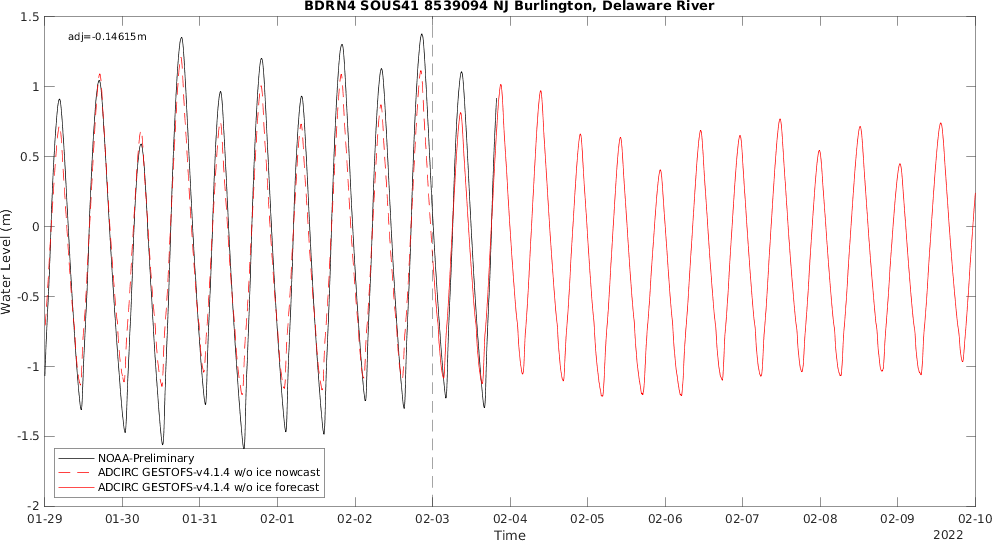 BDRN4 SOUS41 8539094 NJ Burlington, Delaware River
adj=-0.14615m
1.5
1
0.5
0
-0.5
-1
-1.5
-2
Water Level (m)
NOAA-Preliminary
ADCIRC GESTOFS-v4.1.4 w/o ice nowcast
ADCIRC GESTOFS-v4.1.4 w/o ice forecast
01-29 01-30 01-31 02-01 02-02 02-03 02-04 02-05 02-06 02-07 02-08 02-09 02-10
Time
2022